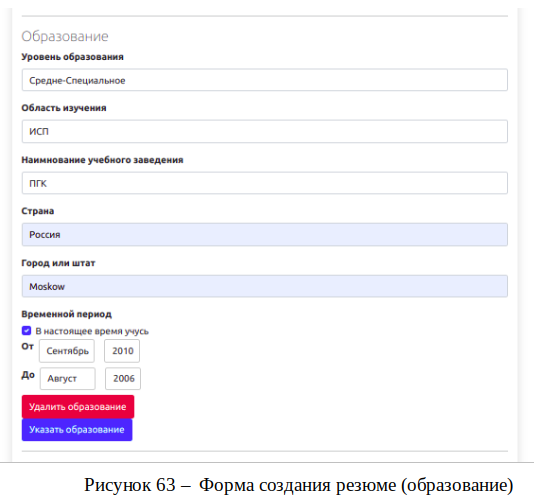 Образование
Уровень образования
Средне-Специальное
Область изучения
ИСП
Наимнование учебного заведения
ПГК
Страна
Россия
Город или штат
Moskow
Временной период
В настоящее время учусь
От Сентябрь 2010
До Август 2006
Удалить образование
Указать образование
Рисунок 63 – Форма создания резюме (образование)